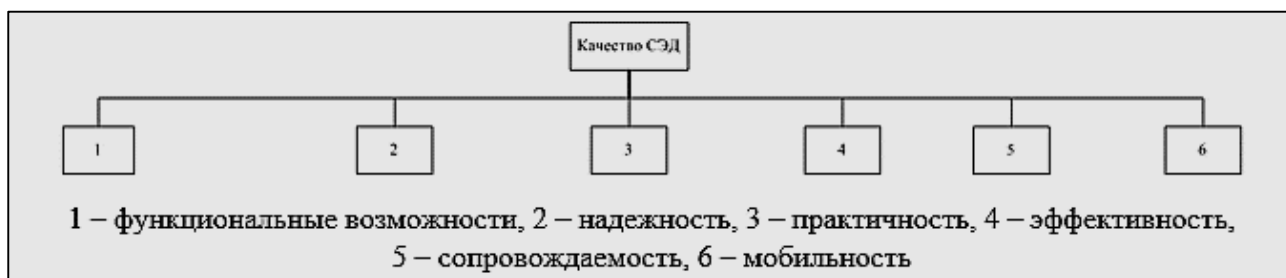 Качество СЭД
1 2 3 4 5 6
1 – функциональные возможности, 2 – надежность, 3 – практичность, 4 – эффективность,
5 – сопровождаемость, 6 – мобильность